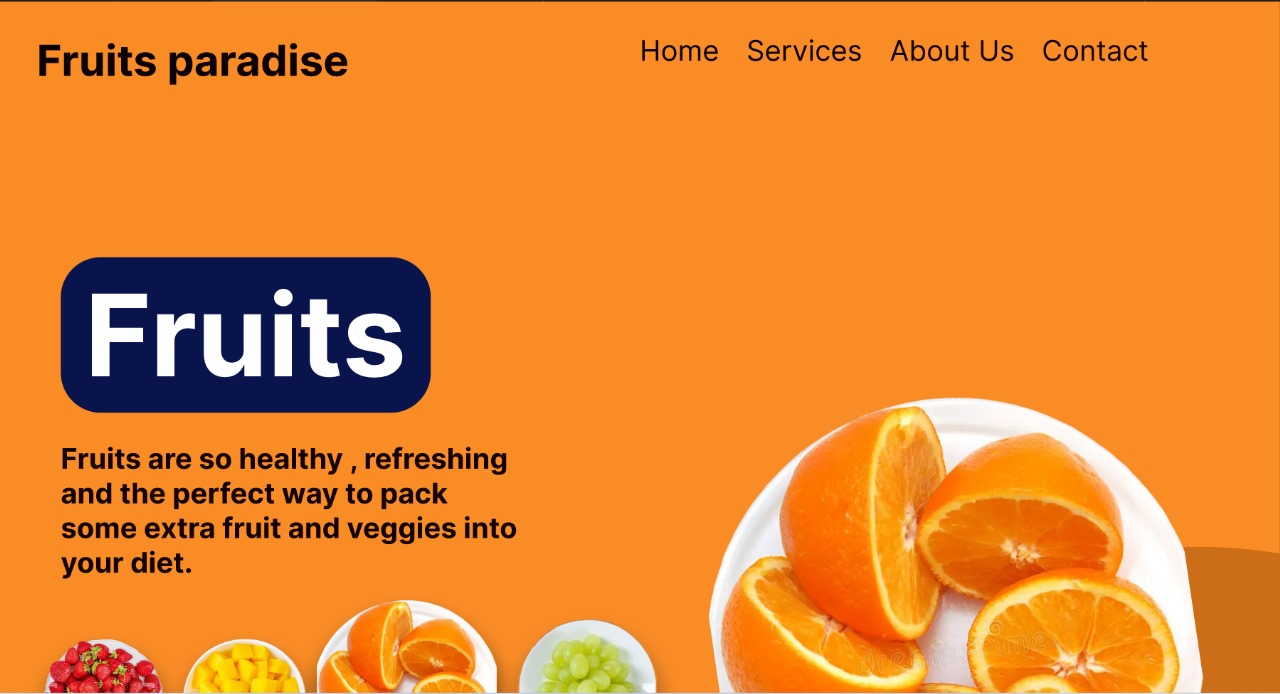 Fruits paradise
Home Services About Us Contact
Fruits
Fruits are so healthy , refreshing
and the perfect way to pack
some extra fruit and veggies into
your diet.
dreamstime